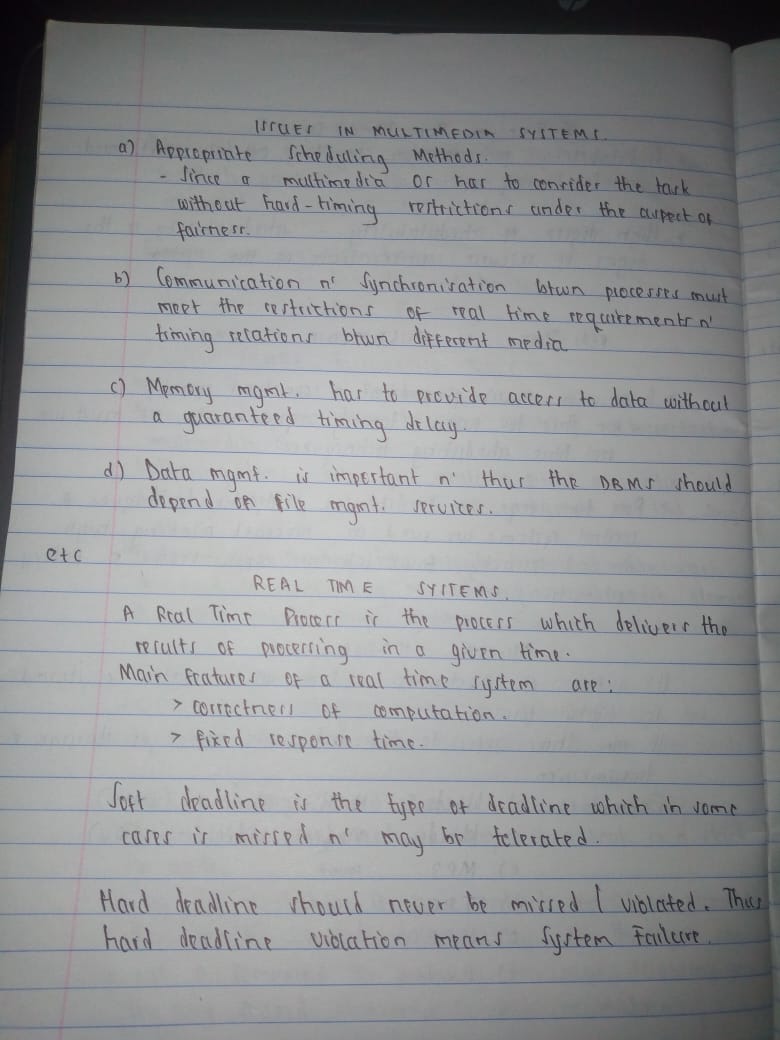 ISSUES IN MULTIMEDIA SYSTEMS.
a) Appropriate Scheduling Methods.
- Since a multimedia OS has to consider the task
without hard-timing restrictions under the aspect of
fairness.
b) Communication n' Synchronisation btwn processes must
meet the restrictions of real time requirements n'
timing relations btwn different media
c) Memory mgmt. has to provide access to data without
a guaranteed timing delay.
d) Data mgmt. is important n' thus the DBMS should
depend on file mgmt. services.
etc
REAL TIME SYSTEMS.
A Real Time Process is the process which delivers the
results of processing in a given time.
Main features of a real time system are:
> correctness of computation.
> fixed response time.
Soft deadline is the type of deadline which in some
cases is missed n' may be tolerated.
Hard deadline should never be missed / violated. Thus
hard deadline violation means System Failure.